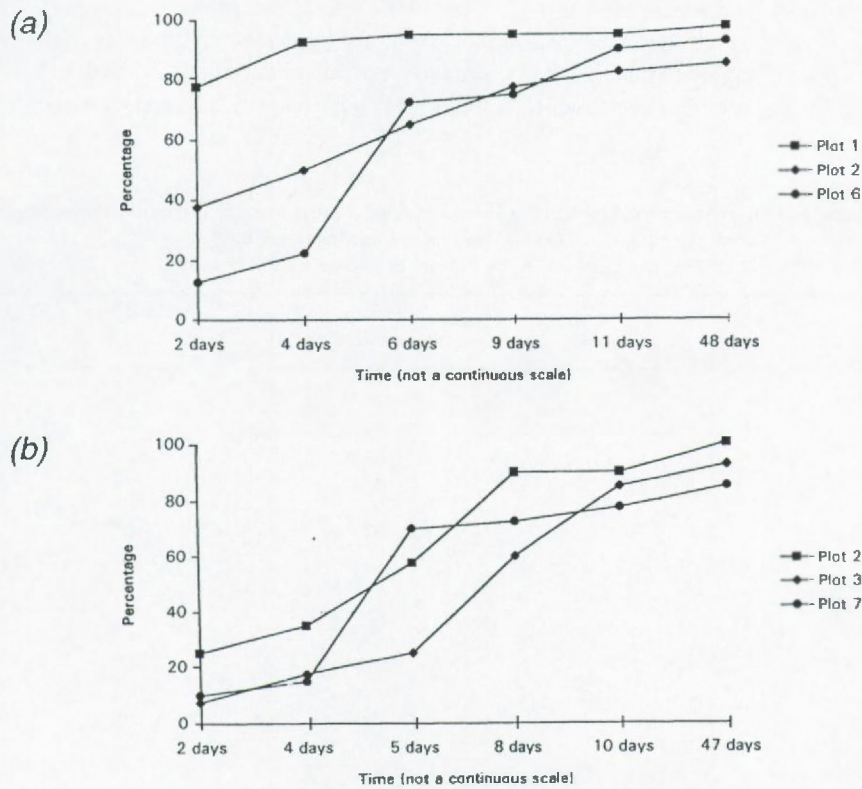 (a)
100
80
60
40
20
0
Percentage
2 days 4 days 6 days 9 days 11 days 48 days
Time (not a continuous scale)
Plot 1
Plot 2
Plot 6
(b)
100
80
60
40
20
0
Percentage
2 days 4 days 5 days 8 days 10 days 47 days
Time (not a continuous scale)
Plot 2
Plot 3
Plot 7